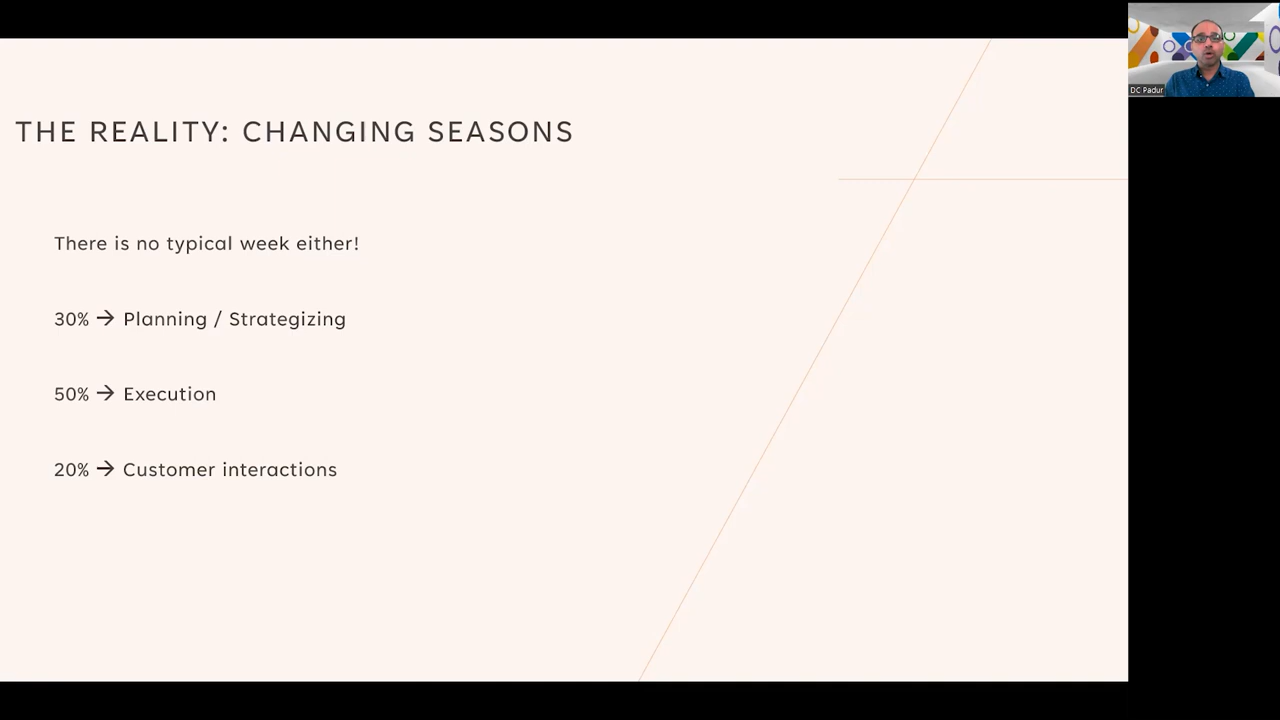 THE REALITY: CHANGING SEASONS
There is no typical week either!
30% → Planning / Strategizing
50% → Execution
20% → Customer interactions
DC Padur